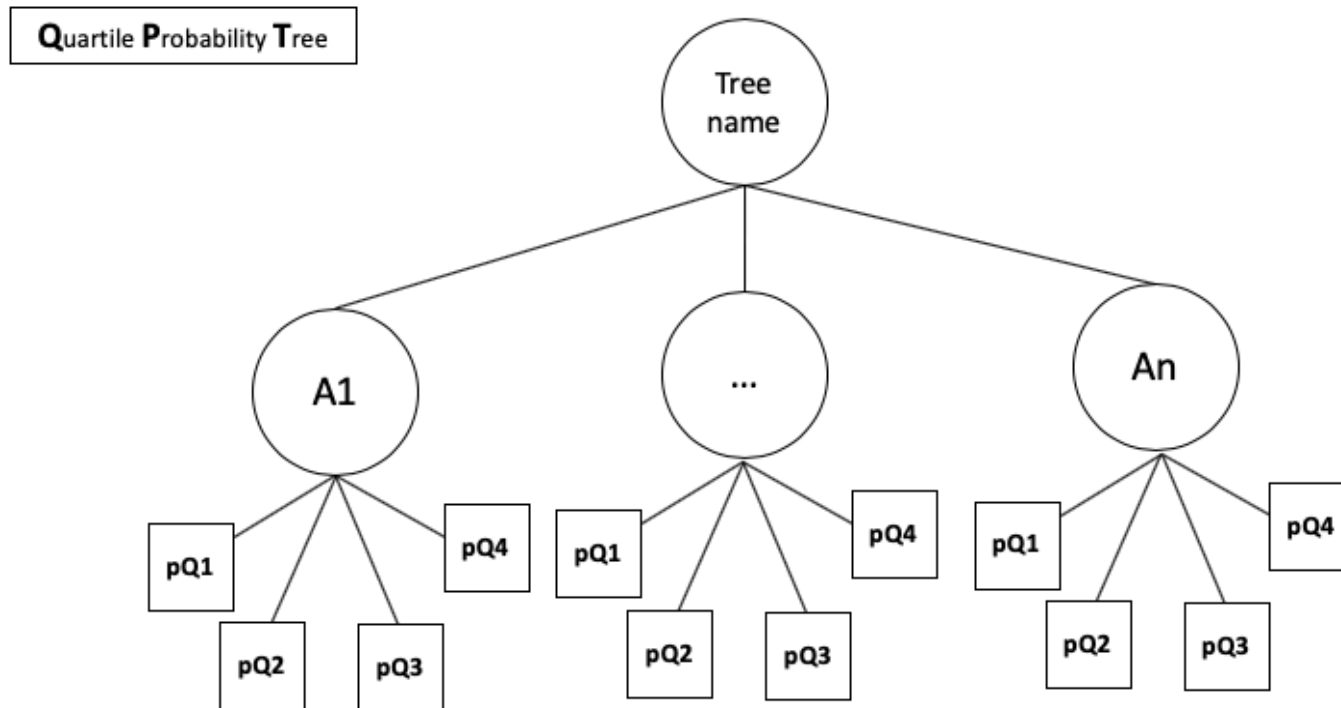 Quartile Probability Tree
Tree
name
A1
...
An
pQ1
pQ2
pQ3
pQ4
pQ1
pQ2
pQ3
pQ4
pQ1
pQ2
pQ3
pQ4